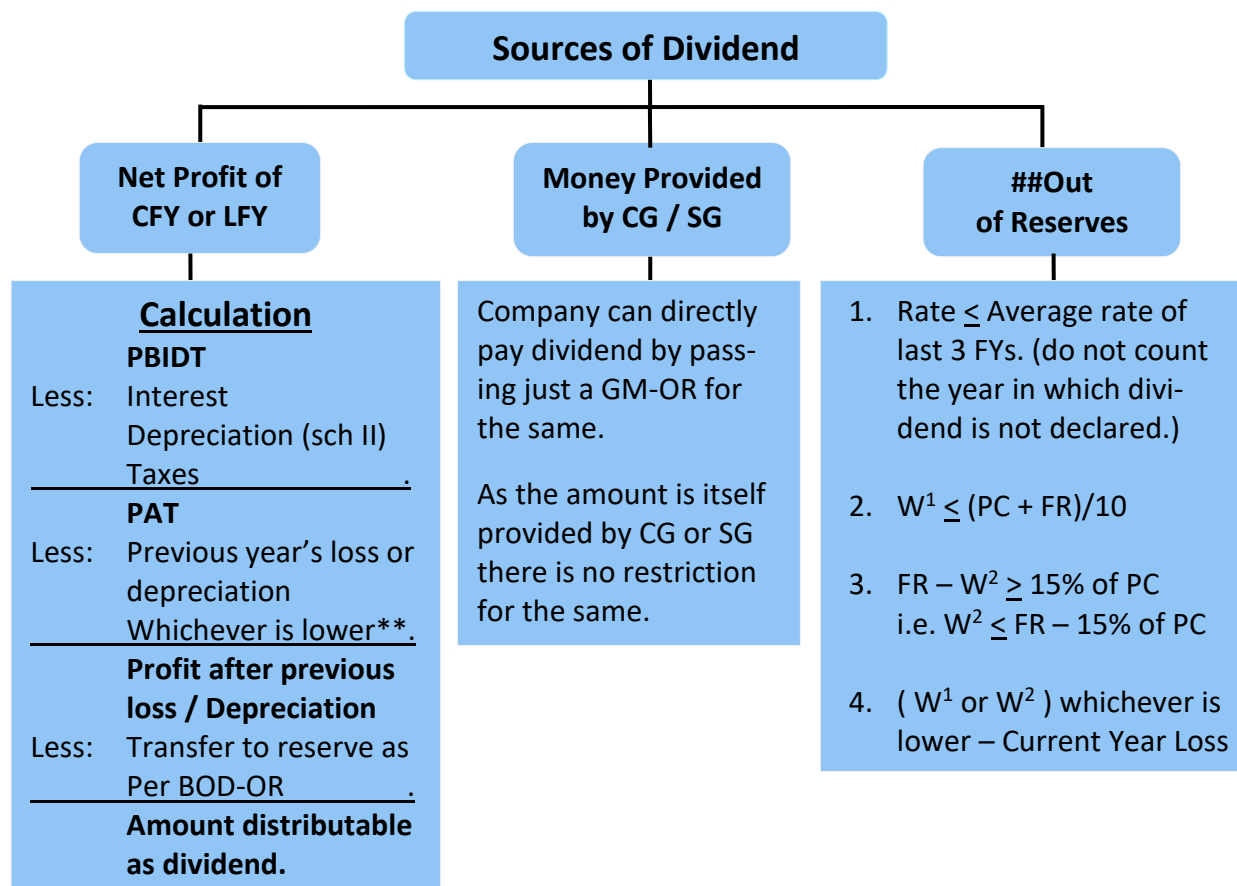 Sources of Dividend
Net Profit of
CFY or LFY
Calculation
PBIDT
Less: Interest
Depreciation (sch II)
Taxes .
PAT
Less: Previous year’s loss or
depreciation
Whichever is lower**.
Profit after previous
loss / Depreciation
Less: Transfer to reserve as
Per BOD-OR .
Amount distributable
as dividend.
Money Provided
by CG / SG
Company can directly
pay dividend by pass-
ing just a GM-OR for
the same.
As the amount is itself
provided by CG or SG
there is no restriction
for the same.
##Out
of Reserves
1. Rate ≤ Average rate of
last 3 FYs. (do not count
the year in which divi-
dend is not declared.)
2. W¹ ≤ (PC + FR)/10
3. FR – W² ≥ 15% of PC
i.e. W² ≤ FR – 15% of PC
4. ( W¹ or W² ) whichever is
lower – Current Year Loss